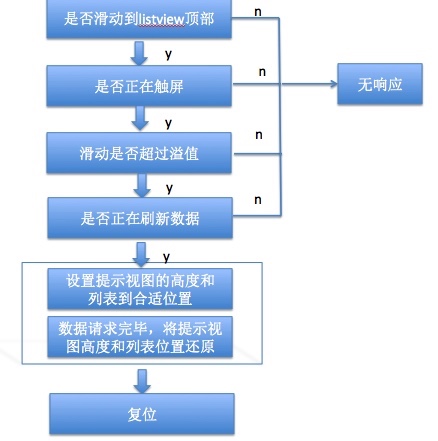 是否滑动到listview顶部
n
y
是否正在触屏
n
无响应
y
滑动是否超过溢值
n
y
是否正在刷新数据
n
y
设置提示视图的高度和
列表到合适位置
数据请求完毕，将提示视
图高度和列表位置还原
复位